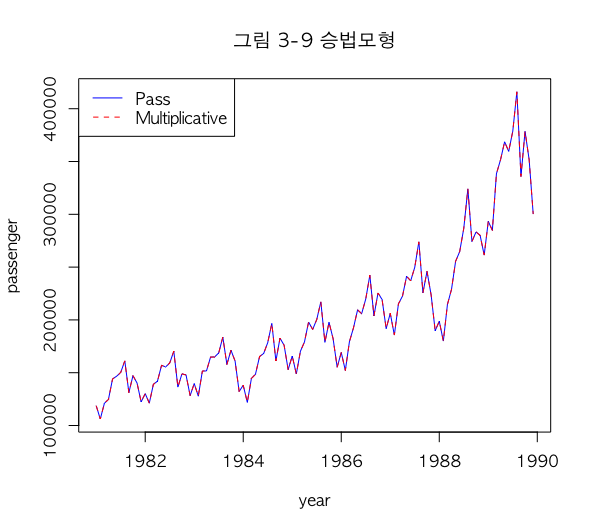 그림 3-9 승법모형
Pass
Multiplicative
400000
300000
200000
100000
passenger
1982 1984 1986 1988 1990
year